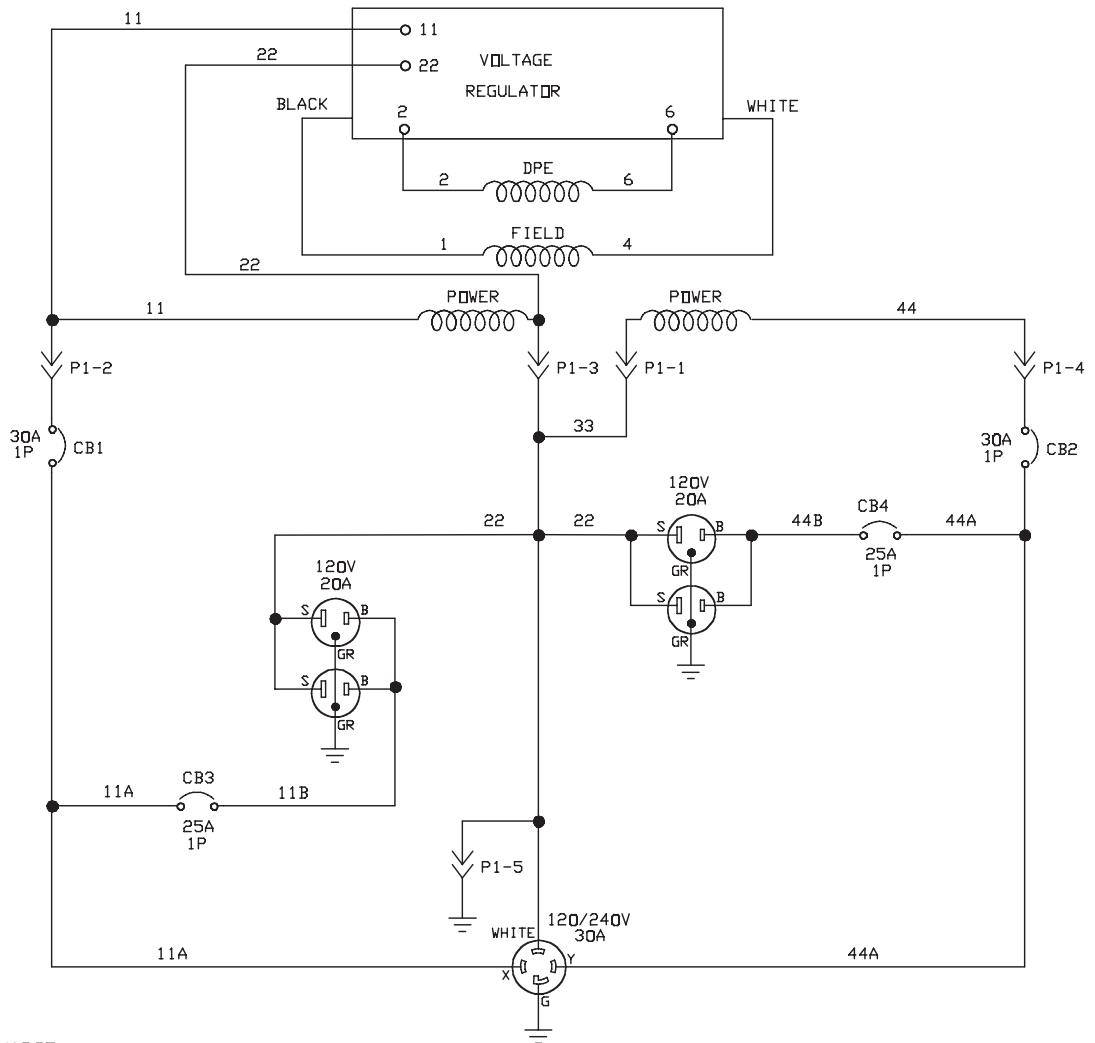 11
11
22
22
VOLTAGE
REGULATOR
BLACK
WHITE
2
6
DPE
2
6
FIELD
1
4
22
POWER
POWER
11
44
P1-2
P1-3
P1-1
P1-4
33
30A
1P
CB1
30A
1P
CB2
120V
20A
CB4
22
22
S
B
44B
44A
25A
1P
GR
S
B
GR
120V
20A
S
B
GR
S
B
GR
CB3
11A
11B
25A
1P
P1-5
120/240V
30A
WHITE
11A
X
Y
44A
G